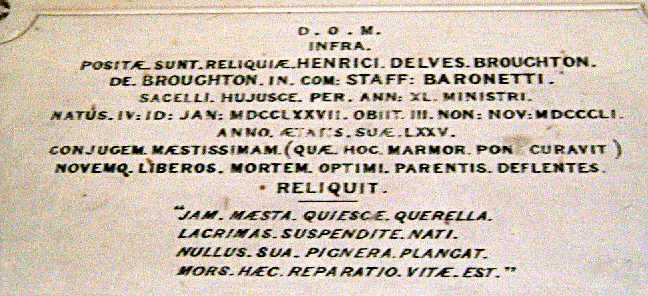 D. O. M.
INFRA.
POSITÆ. SUNT. RELIQUIÆ. HENRICI. DELVES. BROUGHTON.
DE. BROUGHTON. IN. COM: STAFF: BARONETTI.
SACELLI. HUJUSCE. PER. ANN: XL. MINISTRI.
NATUS. IV: ID: JAN: MDCCLXXVII. OBIIT. III. NON: NOV: MDCCCLI.
ANNO. ÆTATIS. SUÆ. LXXV.
CONJUGEM. MÆSTISSIMAM. (QUÆ. HOC. MARMOR. PONI CURAVIT)
NOVEMQ. LIBEROS. MORTEM. OPTIMI. PARENTIS. DEFLENTES.
RELIQUIT.
"JAM. MÆSTA. QUIESCE. QUERELLA.
LACRIMAS. SUSPENDITE. NATI.
NULLUS. SUA. PIGNERA. PLANGAT.
MORS. HÆC. REPARATIO. VITÆ. EST."